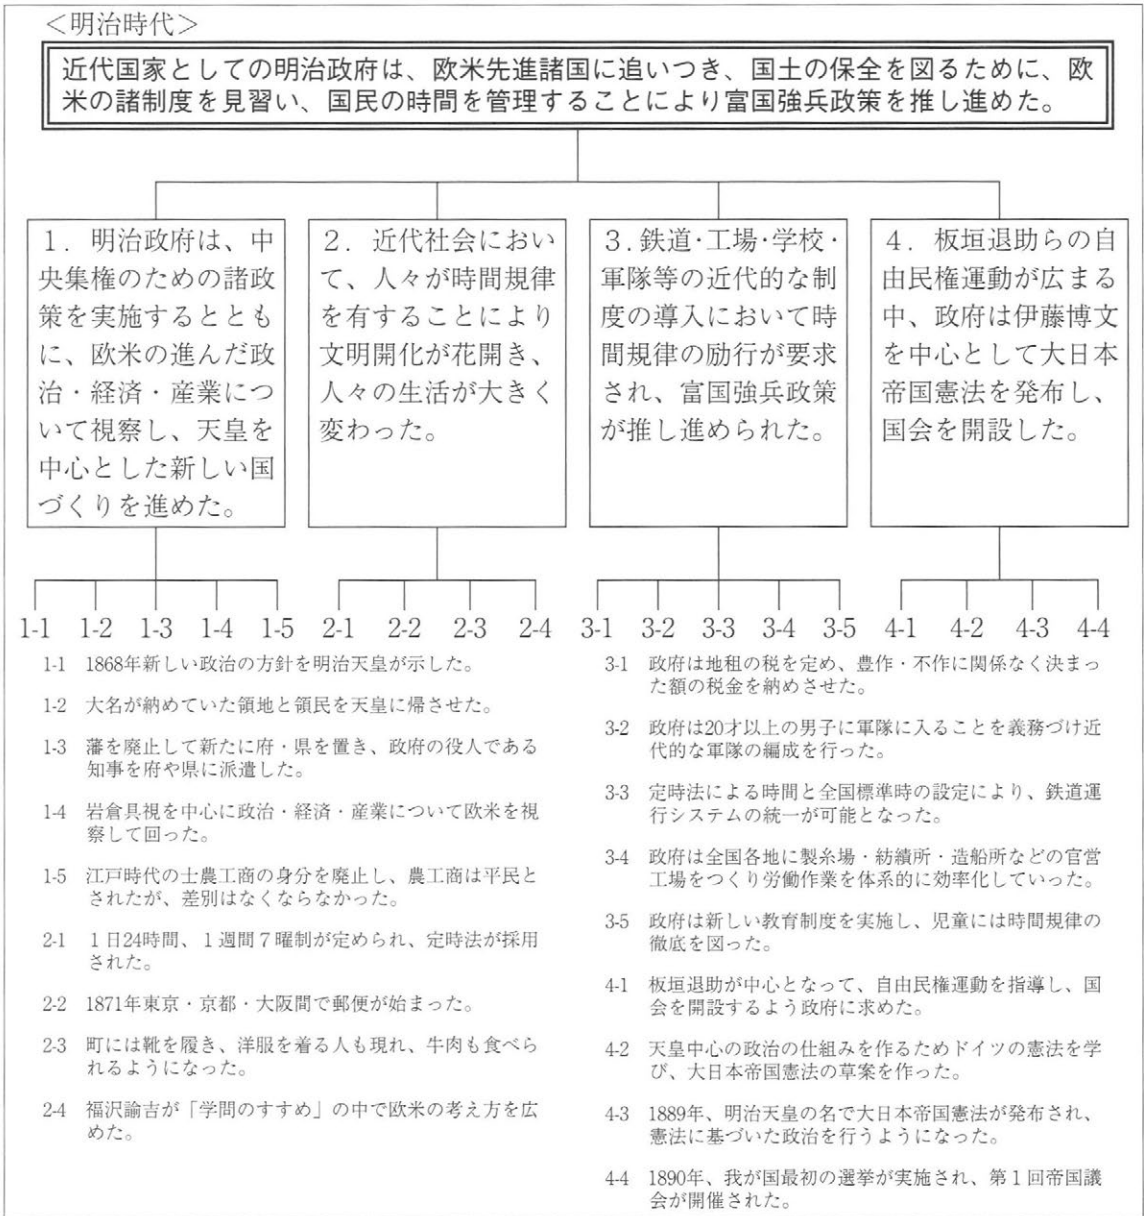 <明治時代>
近代国家としての明治政府は、欧米先進諸国に追いつき、国土の保全を図るために、欧
米の諸制度を見習い、国民の時間を管理することにより富国強兵政策を推し進めた。
1. 明治政府は、中
央集権のための諸政
策を実施するととも
に、欧米の進んだ政
治・経済・産業につ
いて視察し、天皇を
中心とした新しい国
づくりを進めた。
2. 近代社会におい
て、人々が時間規律
を有することにより
文明開化が花開き、
人々の生活が大きく
変わった。
3.鉄道・工場・学校・
軍隊等の近代的な制
度の導入において時
間規律の励行が要求
され、富国強兵政策
が推し進められた。
4. 板垣退助らの自
由民権運動が広まる
中、政府は伊藤博文
を中心として大日本
帝国憲法を発布し、
国会を開設した。
1-1 1-2 1-3 1-4 1-5 2-1 2-2 2-3 2-4 3-1 3-2 3-3 3-4 3-5 4-1 4-2 4-3 4-4
1-1 1868年新しい政治の方針を明治天皇が示した。
1-2 大名が納めていた領地と領民を天皇に帰させた。
1-3 藩を廃止して新たに府・県を置き、政府の役人である
知事を府や県に派遣した。
1-4 岩倉具視を中心に政治・経済・産業について欧米を視
察して回った。
1-5 江戸時代の士農工商の身分を廃止し、農工商は平民と
されたが、差別はなくならなかった。
2-1 1日24時間、1週間7曜制が定められ、定時法が採用
された。
2-2 1871年東京・京都・大阪間で郵便が始まった。
2-3 町には靴を履き、洋服を着る人も現れ、牛肉も食べら
れるようになった。
2-4 福沢諭吉が「学問のすすめ」の中で欧米の考え方を広
めた。
3-1 政府は地租の税を定め、豊作・不作に関係なく決まっ
た額の税金を納めさせた。
3-2 政府は20才以上の男子に軍隊に入ることを義務づけ近
代的な軍隊の編成を行った。
3-3 定時法による時間と全国標準時の設定により、鉄道運
行システムの統一が可能となった。
3-4 政府は全国各地に製糸場・紡績所・造船所などの官営
工場をつくり労働作業を体系的に効率化していった。
3-5 政府は新しい教育制度を実施し、児童には時間規律の
徹底を図った。
4-1 板垣退助が中心となって、自由民権運動を指導し、国
会を開設するよう政府に求めた。
4-2 天皇中心の政治の仕組みを作るためドイツの憲法を学
び、大日本帝国憲法の草案を作った。
4-3 1889年、明治天皇の名で大日本帝国憲法が発布され、
憲法に基づいた政治を行うようになった。
4-4 1890年、我が国最初の選挙が実施され、第1回帝国議
会が開催された。